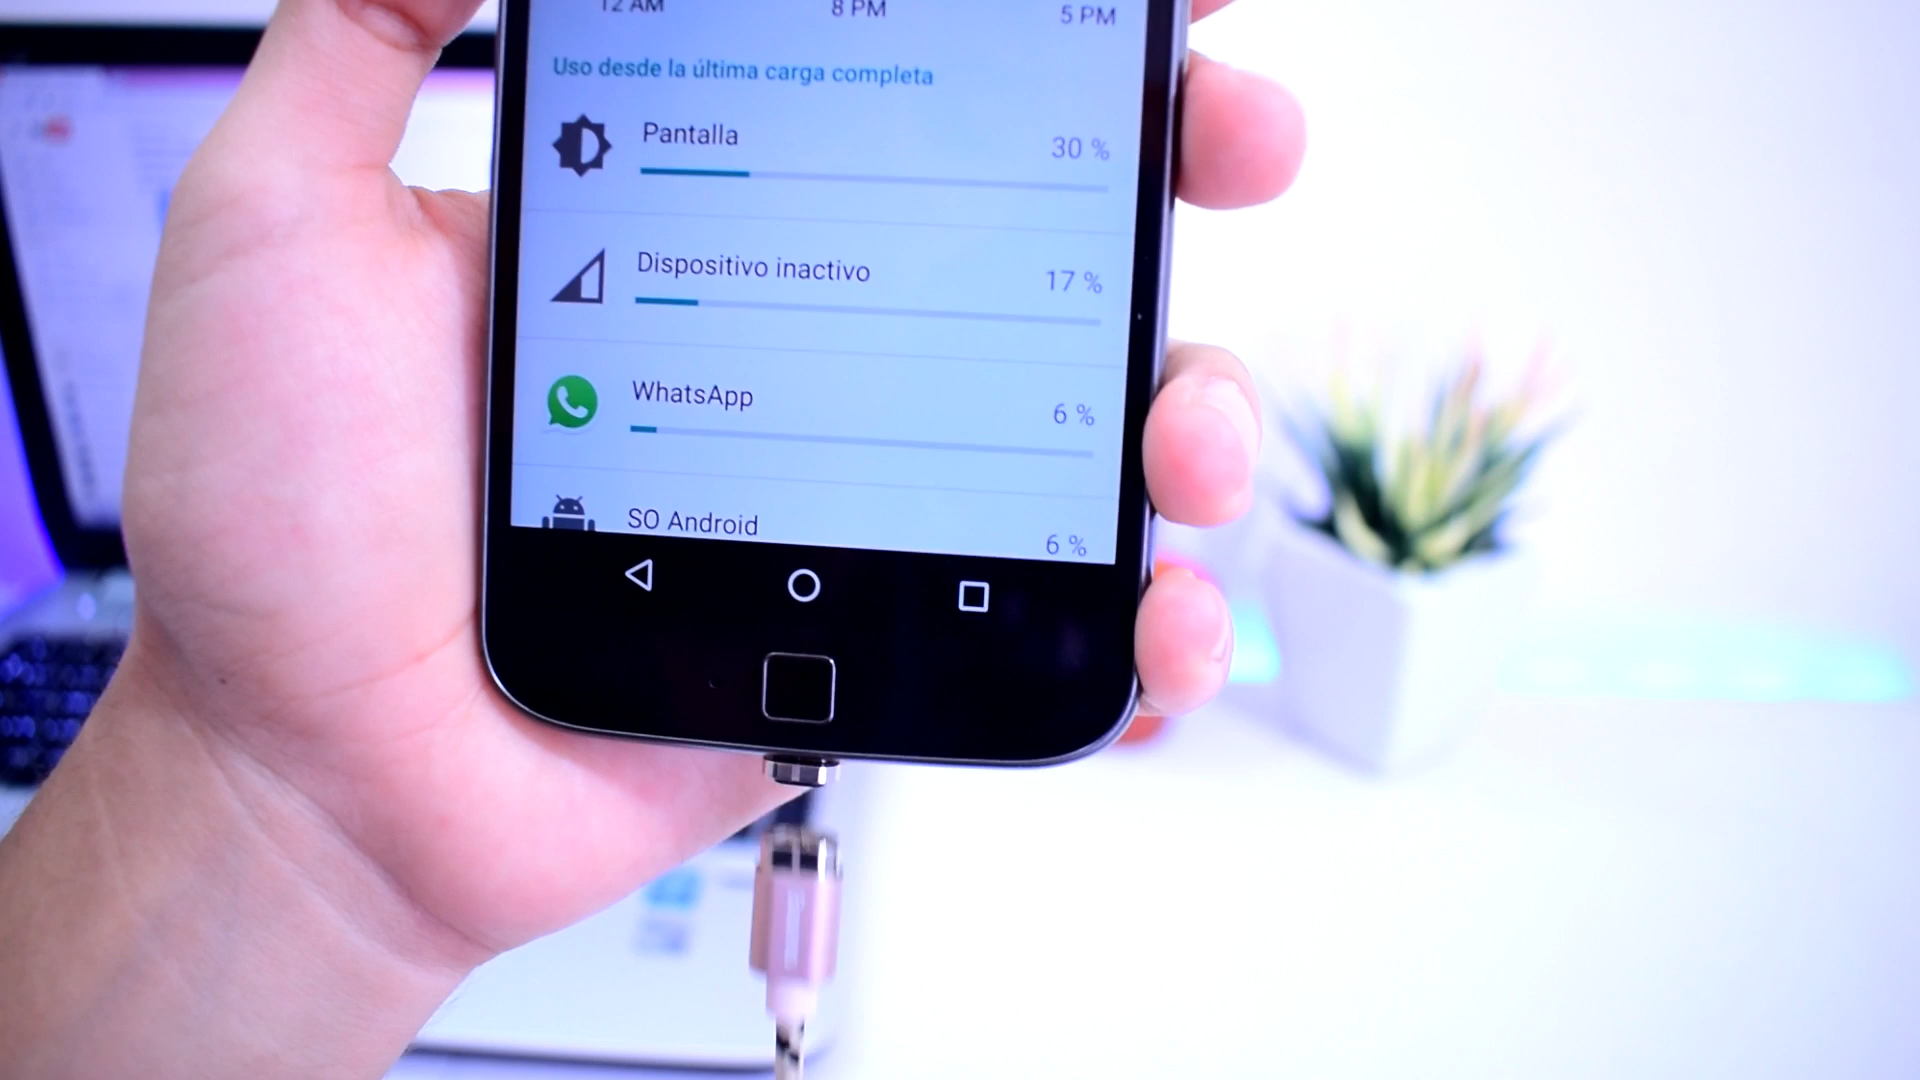 12 AM 8 PM 5 PM
Uso desde la última carga completa
Pantalla 30 %
Dispositivo inactivo 17 %
WhatsApp 6 %
SO Android 6 %